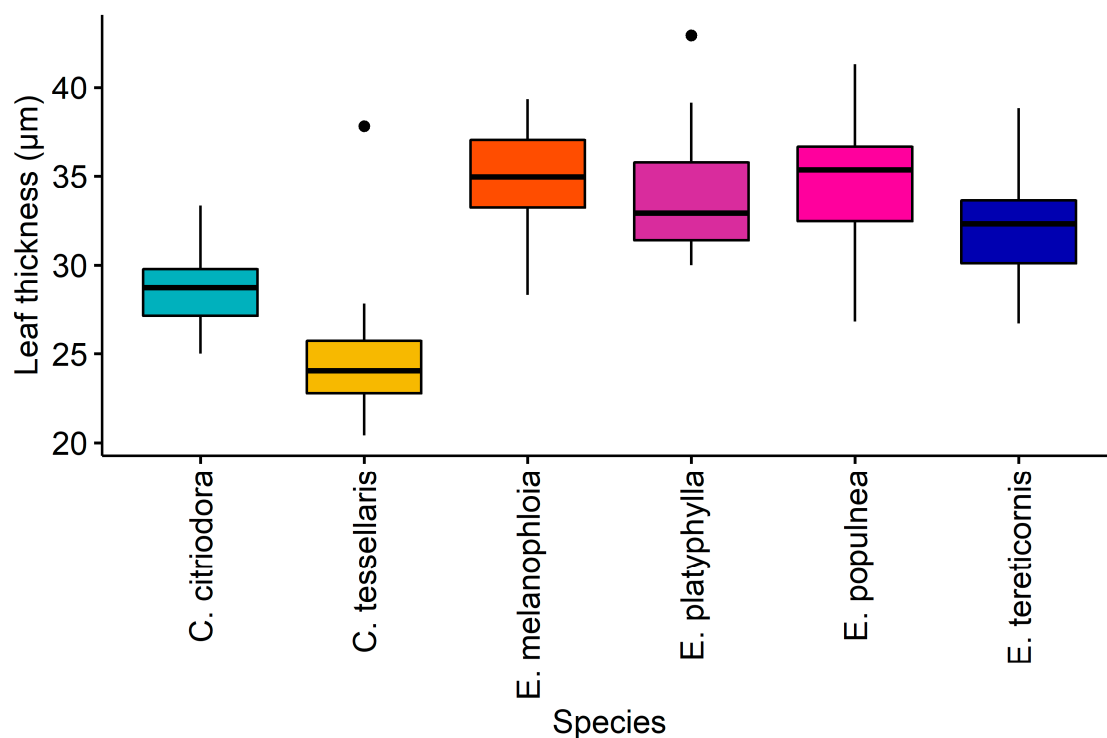 Leaf thickness (µm)
40
35
30
25
20
C. citriodora
C. tessellaris
E. melanophloia
E. platyphylla
E. populnea
E. tereticornis
Species